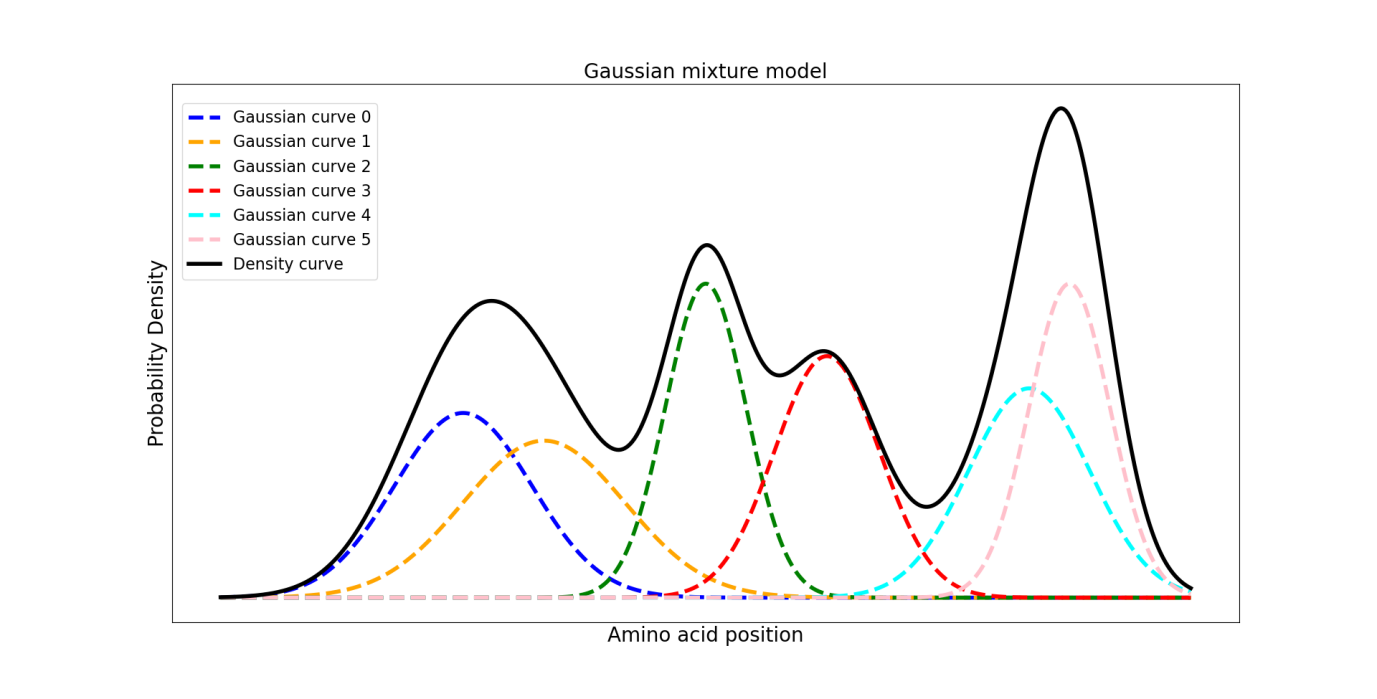 Gaussian mixture model
Gaussian curve 0
Gaussian curve 1
Gaussian curve 2
Gaussian curve 3
Gaussian curve 4
Gaussian curve 5
Density curve
Probability Density
Amino acid position